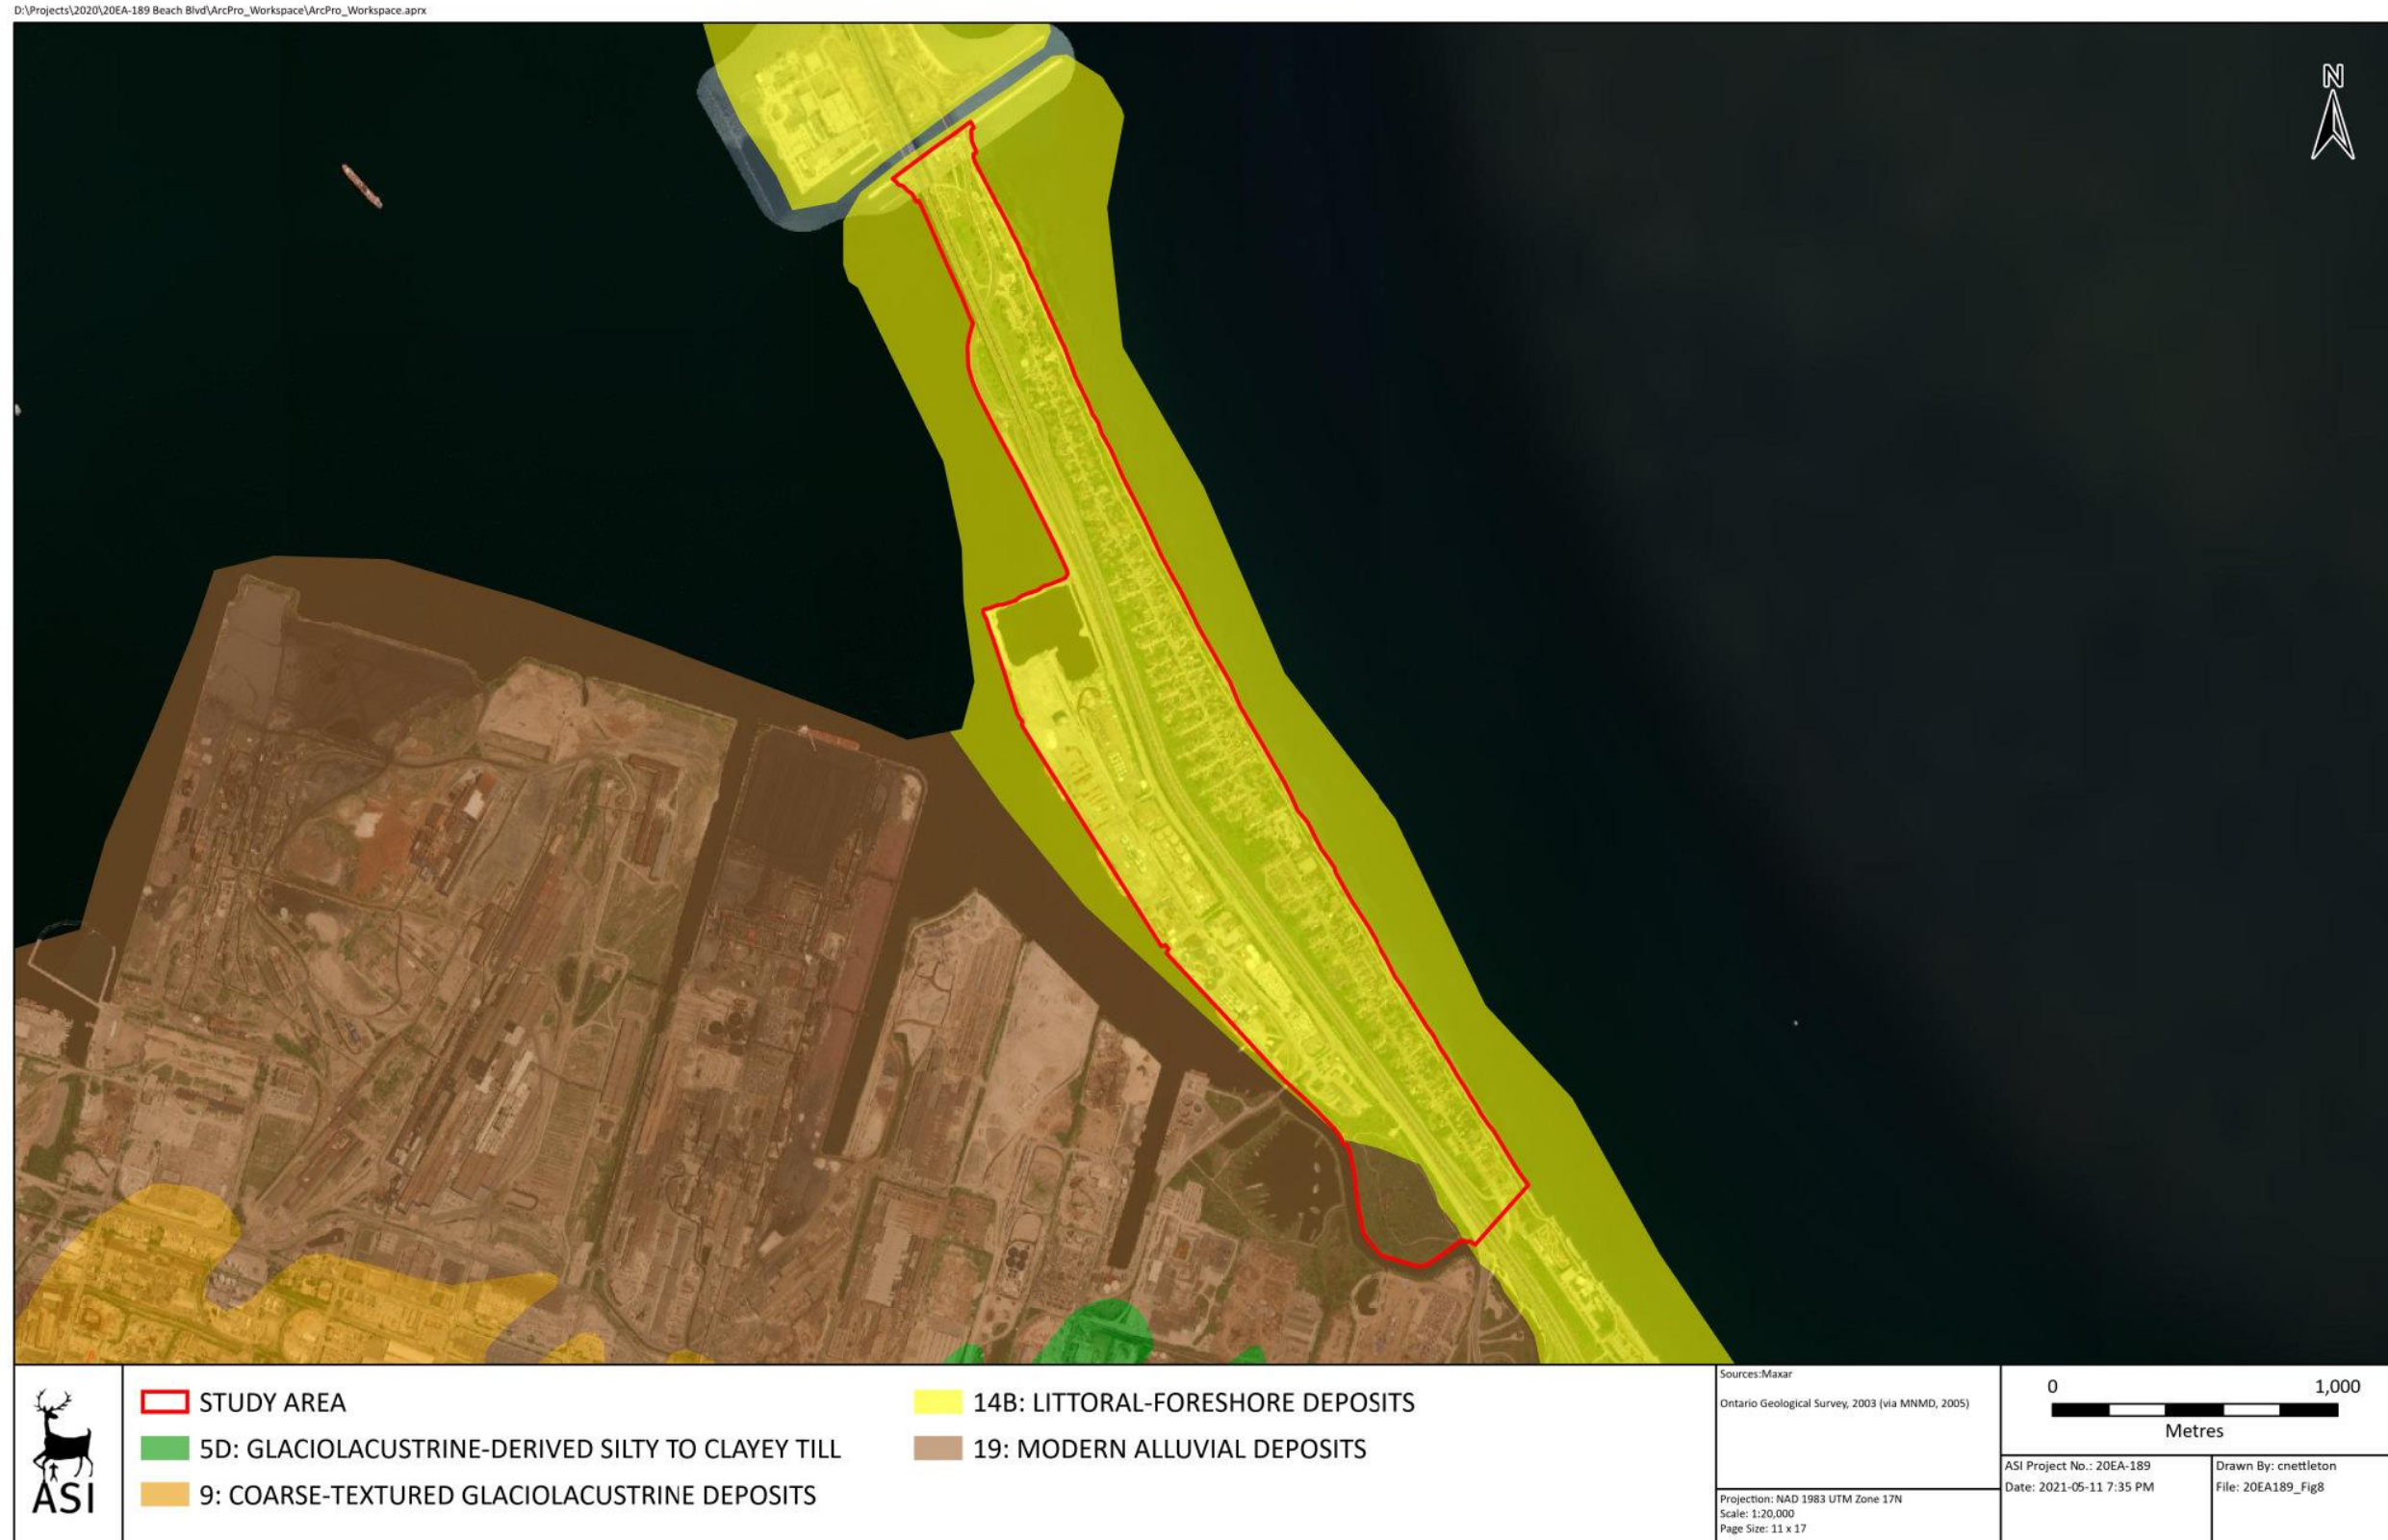 D:\Projects\2020\20EA-189 Beach Blvd\ArcPro_Workspace\ArcPro_Workspace.aprx
N
ASI
STUDY AREA
5D: GLACIOLACUSTRINE-DERIVED SILTY TO CLAYEY TILL
9: COARSE-TEXTURED GLACIOLACUSTRINE DEPOSITS
14B: LITTORAL-FORESHORE DEPOSITS
19: MODERN ALLUVIAL DEPOSITS
Sources:Maxar
Ontario Geological Survey, 2003 (via MNMD, 2005)
Projection: NAD 1983 UTM Zone 17N
Scale: 1:20,000
Page Size: 11 x 17
0 1,000
Metres
ASI Project No.: 20EA-189
Date: 2021-05-11 7:35 PM
Drawn By: cnettleton
File: 20EA189_Fig8